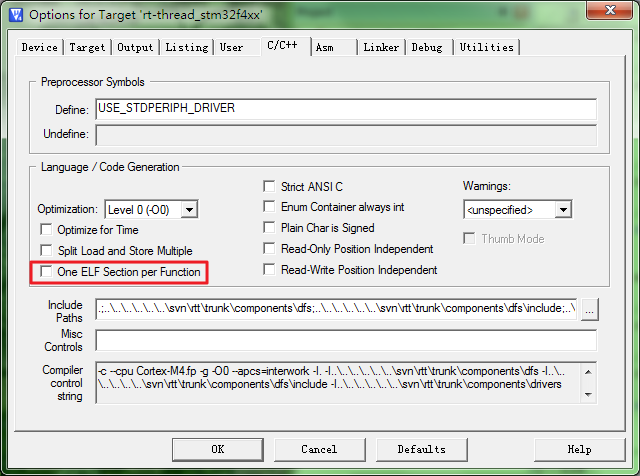 Options for Target 'rt-thread_stm32f4xx'
Device Target Output Listing User C/C++ Asm Linker Debug Utilities
Preprocessor Symbols
Define: USE_STDPERIPH_DRIVER
Undefine:
Language / Code Generation
Strict ANSI C Warnings:
Optimization: Level 0 (-O0) Enum Container always int <unspecified>
Optimize for Time Plain Char is Signed Thumb Mode
Split Load and Store Multiple Read-Only Position Independent
One ELF Section per Function Read-Write Position Independent
Include Paths .;..\..\..\..\..\..\svn\rtt\trunk\components\dfs;..\..\..\..\..\..\svn\rtt\trunk\components\dfs\include;..\ ...
Misc Controls
Compiler control string
-c --cpu Cortex-M4.fp -g -O0 --apcs=interwork -I. -I..\..\..\..\..\..\svn\rtt\trunk\components\dfs -I..\..
\..\..\..\..\svn\rtt\trunk\components\dfs\include -I..\..\..\..\..\..\svn\rtt\trunk\components\drivers
OK Cancel Defaults Help